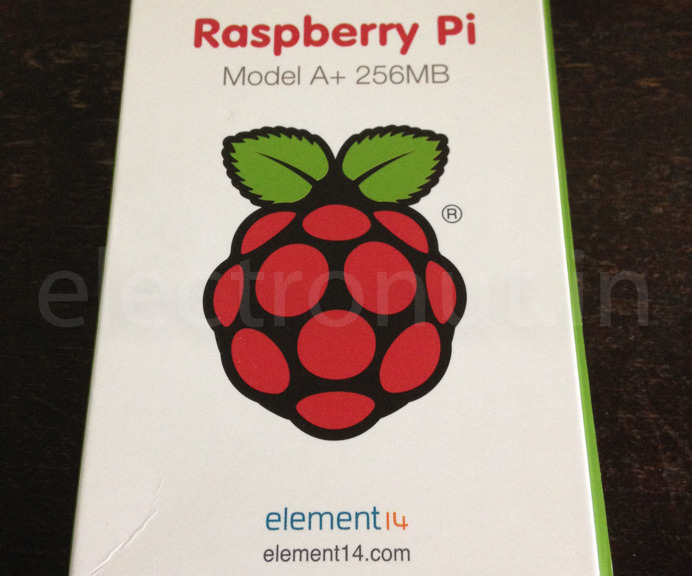 Raspberry Pi
Model A+ 256MB
®
electronut.in
element14
element14.com